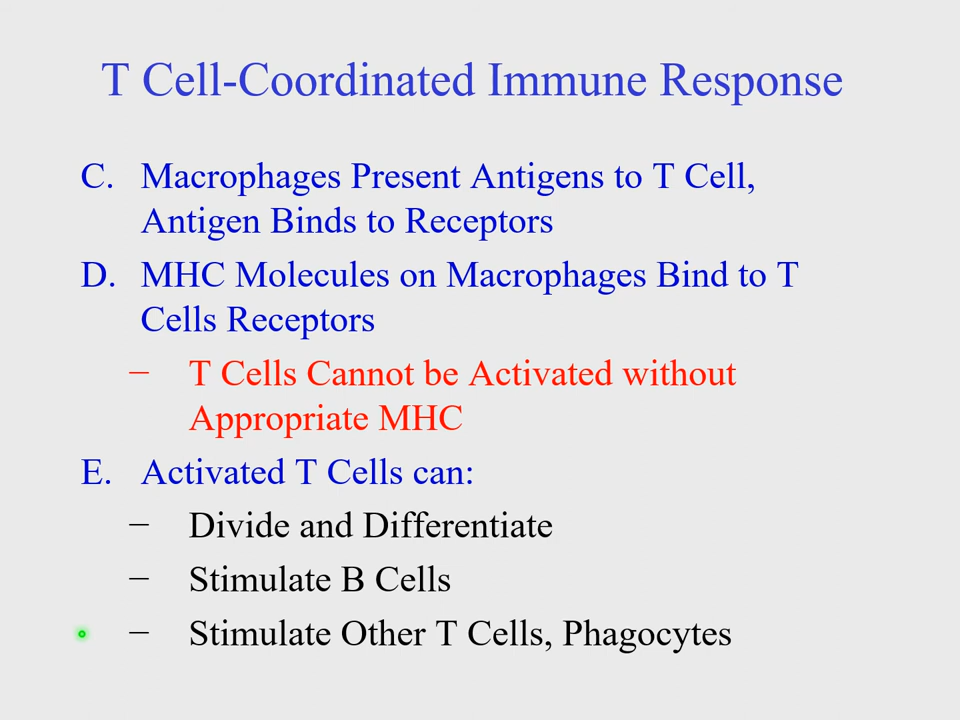 T Cell-Coordinated Immune Response
C. Macrophages Present Antigens to T Cell,
Antigen Binds to Receptors
D. MHC Molecules on Macrophages Bind to T
Cells Receptors
− T Cells Cannot be Activated without
Appropriate MHC
E. Activated T Cells can:
− Divide and Differentiate
− Stimulate B Cells
− Stimulate Other T Cells, Phagocytes